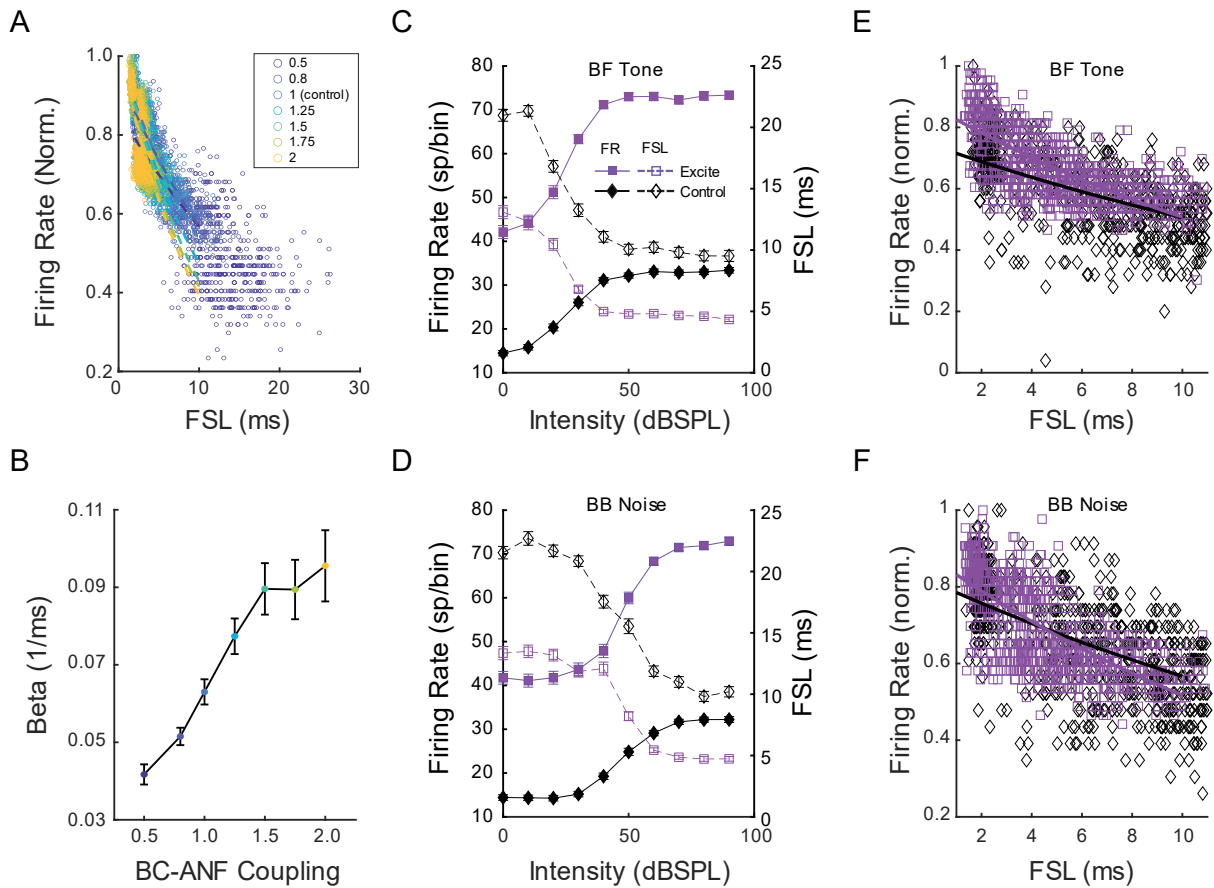 A
1.0
0.8
0.6
0.4
0.2
0
10
20
30
Firing Rate (Norm.)
FSL (ms)
0.5
0.8
1 (control)
1.25
1.5
1.75
2
B
0.11
0.09
0.07
0.05
0.03
0.5
1.0
1.5
2.0
Beta (1/ms)
BC-ANF Coupling
C
BF Tone
80
70
60
50
40
30
20
10
25
20
15
10
5
0
0
50
100
Firing Rate (sp/bin)
FSL (ms)
Intensity (dBSPL)
FR FSL
Excite
Control
D
BB Noise
80
70
60
50
40
30
20
10
25
20
15
10
5
0
0
50
100
Firing Rate (sp/bin)
FSL (ms)
Intensity (dBSPL)
E
BF Tone
1
0.8
0.6
0.4
0.2
0
2
4
6
8
10
Firing Rate (norm.)
FSL (ms)
F
BB Noise
1
0.8
0.6
0.4
0.2
2
4
6
8
10
Firing Rate (norm.)
FSL (ms)